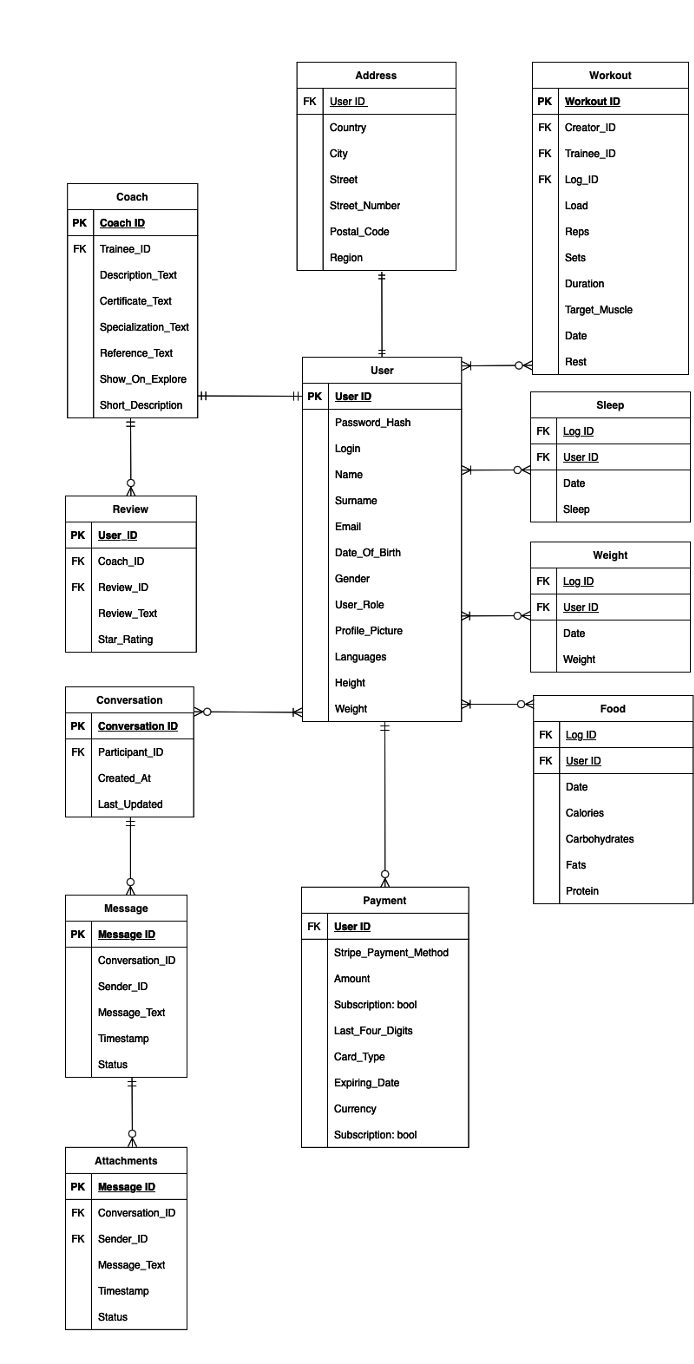 Address
FK User ID
Country
City
Street
Street_Number
Postal_Code
Region
Workout
PK Workout ID
FK Creator_ID
FK Trainee_ID
FK Log_ID
Load
Reps
Sets
Duration
Target_Muscle
Date
Rest
Coach
PK Coach ID
FK Trainee_ID
Description_Text
Certificate_Text
Specialization_Text
Reference_Text
Show_On_Explore
Short_Description
User
PK User ID
Password_Hash
Login
Name
Surname
Email
Date_Of_Birth
Gender
User_Role
Profile_Picture
Languages
Height
Weight
Sleep
FK Log ID
FK User ID
Date
Sleep
Review
PK User_ID
FK Coach_ID
FK Review_ID
Review_Text
Star_Rating
Weight
FK Log ID
FK User ID
Date
Weight
Conversation
PK Conversation ID
FK Participant_ID
Created_At
Last_Updated
Food
FK Log ID
FK User ID
Date
Calories
Carbohydrates
Fats
Protein
Message
PK Message ID
Conversation_ID
Sender_ID
Message_Text
Timestamp
Status
Payment
FK User ID
Stripe_Payment_Method
Amount
Subscription: bool
Last_Four_Digits
Card_Type
Expiring_Date
Currency
Subscription: bool
Attachments
PK Message ID
FK Conversation_ID
FK Sender_ID
Message_Text
Timestamp
Status